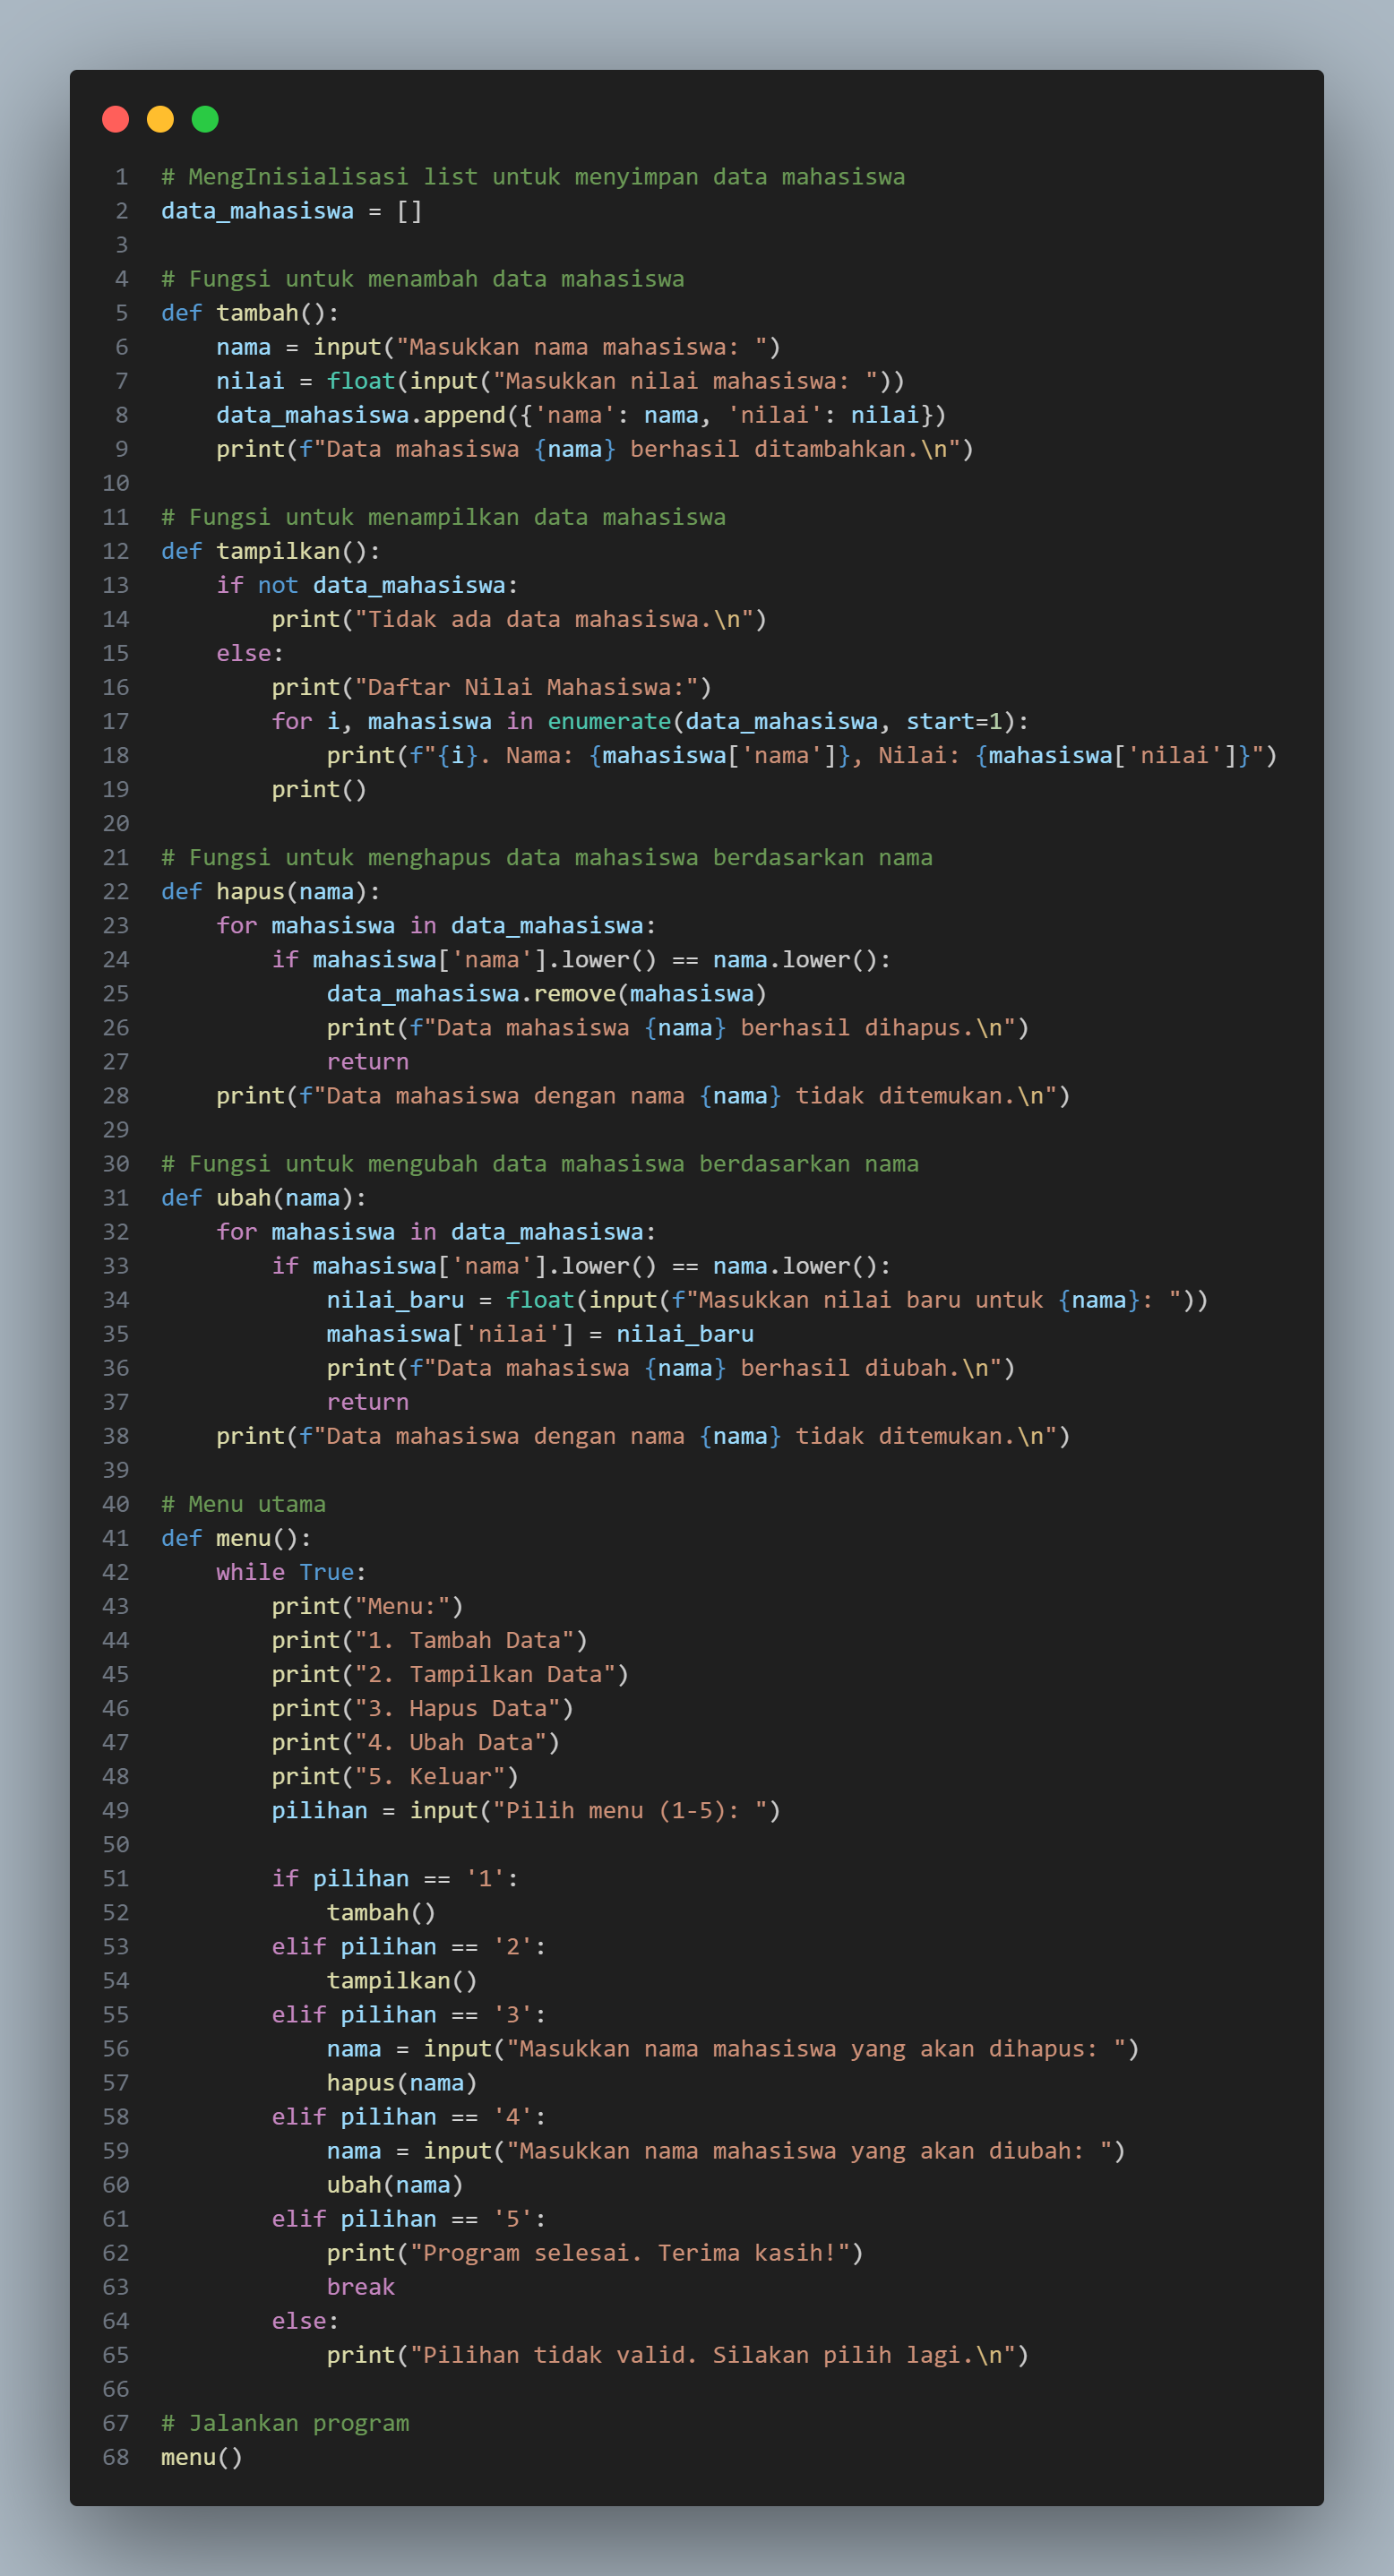 1 # MengInisialisasi list untuk menyimpan data mahasiswa
2 data_mahasiswa = []
3
4 # Fungsi untuk menambah data mahasiswa
5 def tambah():
6     nama = input("Masukkan nama mahasiswa: ")
7     nilai = float(input("Masukkan nilai mahasiswa: "))
8     data_mahasiswa.append({'nama': nama, 'nilai': nilai})
9     print(f"Data mahasiswa {nama} berhasil ditambahkan.\n")
10
11 # Fungsi untuk menampilkan data mahasiswa
12 def tampilkan():
13     if not data_mahasiswa:
14         print("Tidak ada data mahasiswa.\n")
15     else:
16         print("Daftar Nilai Mahasiswa:")
17         for i, mahasiswa in enumerate(data_mahasiswa, start=1):
18             print(f"{i}. Nama: {mahasiswa['nama']}, Nilai: {mahasiswa['nilai']}")
19         print()
20
21 # Fungsi untuk menghapus data mahasiswa berdasarkan nama
22 def hapus(nama):
23     for mahasiswa in data_mahasiswa:
24         if mahasiswa['nama'].lower() == nama.lower():
25             data_mahasiswa.remove(mahasiswa)
26             print(f"Data mahasiswa {nama} berhasil dihapus.\n")
27             return
28     print(f"Data mahasiswa dengan nama {nama} tidak ditemukan.\n")
29
30 # Fungsi untuk mengubah data mahasiswa berdasarkan nama
31 def ubah(nama):
32     for mahasiswa in data_mahasiswa:
33         if mahasiswa['nama'].lower() == nama.lower():
34             nilai_baru = float(input(f"Masukkan nilai baru untuk {nama}: "))
35             mahasiswa['nilai'] = nilai_baru
36             print(f"Data mahasiswa {nama} berhasil diubah.\n")
37             return
38     print(f"Data mahasiswa dengan nama {nama} tidak ditemukan.\n")
39
40 # Menu utama
41 def menu():
42     while True:
43         print("Menu:")
44         print("1. Tambah Data")
45         print("2. Tampilkan Data")
46         print("3. Hapus Data")
47         print("4. Ubah Data")
48         print("5. Keluar")
49         pilihan = input("Pilih menu (1-5): ")
50
51         if pilihan == '1':
52             tambah()
53         elif pilihan == '2':
54             tampilkan()
55         elif pilihan == '3':
56             nama = input("Masukkan nama mahasiswa yang akan dihapus: ")
57             hapus(nama)
58         elif pilihan == '4':
59             nama = input("Masukkan nama mahasiswa yang akan diubah: ")
60             ubah(nama)
61         elif pilihan == '5':
62             print("Program selesai. Terima kasih!")
63             break
64         else:
65             print("Pilihan tidak valid. Silakan pilih lagi.\n")
66
67 # Jalankan program
68 menu()